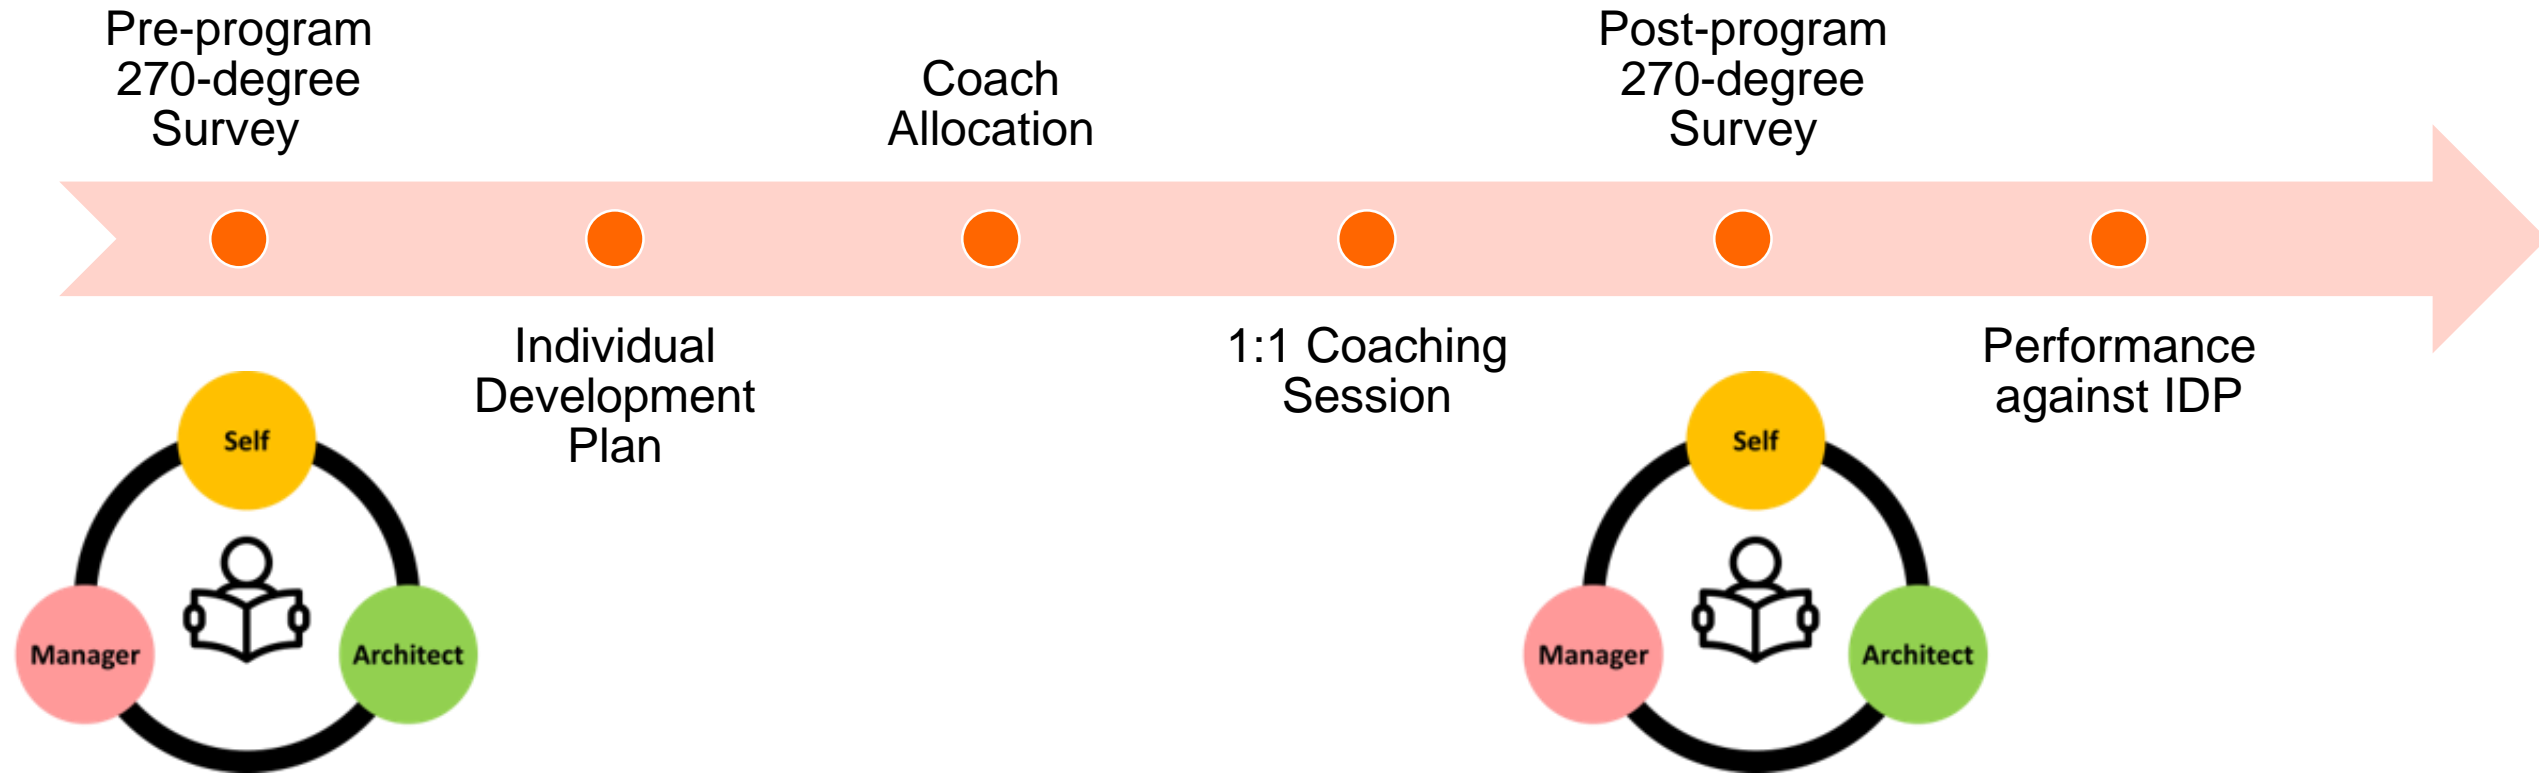 Pre-program
270-degree
Survey
Individual
Development
Plan
Coach
Allocation
1:1 Coaching
Session
Post-program
270-degree
Survey
Performance
against IDP
Self
Manager
Architect
Self
Manager
Architect